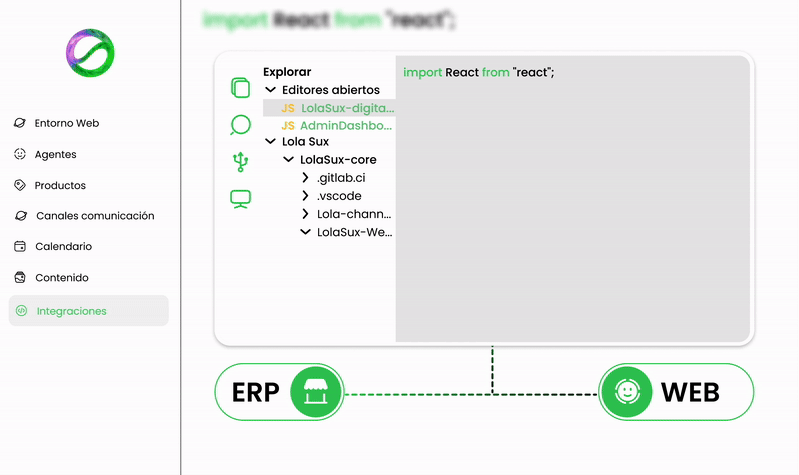 import React from "react";
Entorno Web
Agentes
Productos
Canales comunicación
Calendario
Contenido
Integraciones
Explorar
Editores abiertos
JS LolaSux-digita...
JS AdminDashbo...
Lola Sux
LolaSux-core
.gitlab.ci
.vscode
Lola-chann...
LolaSux-We...
import React from "react";
ERP
WEB